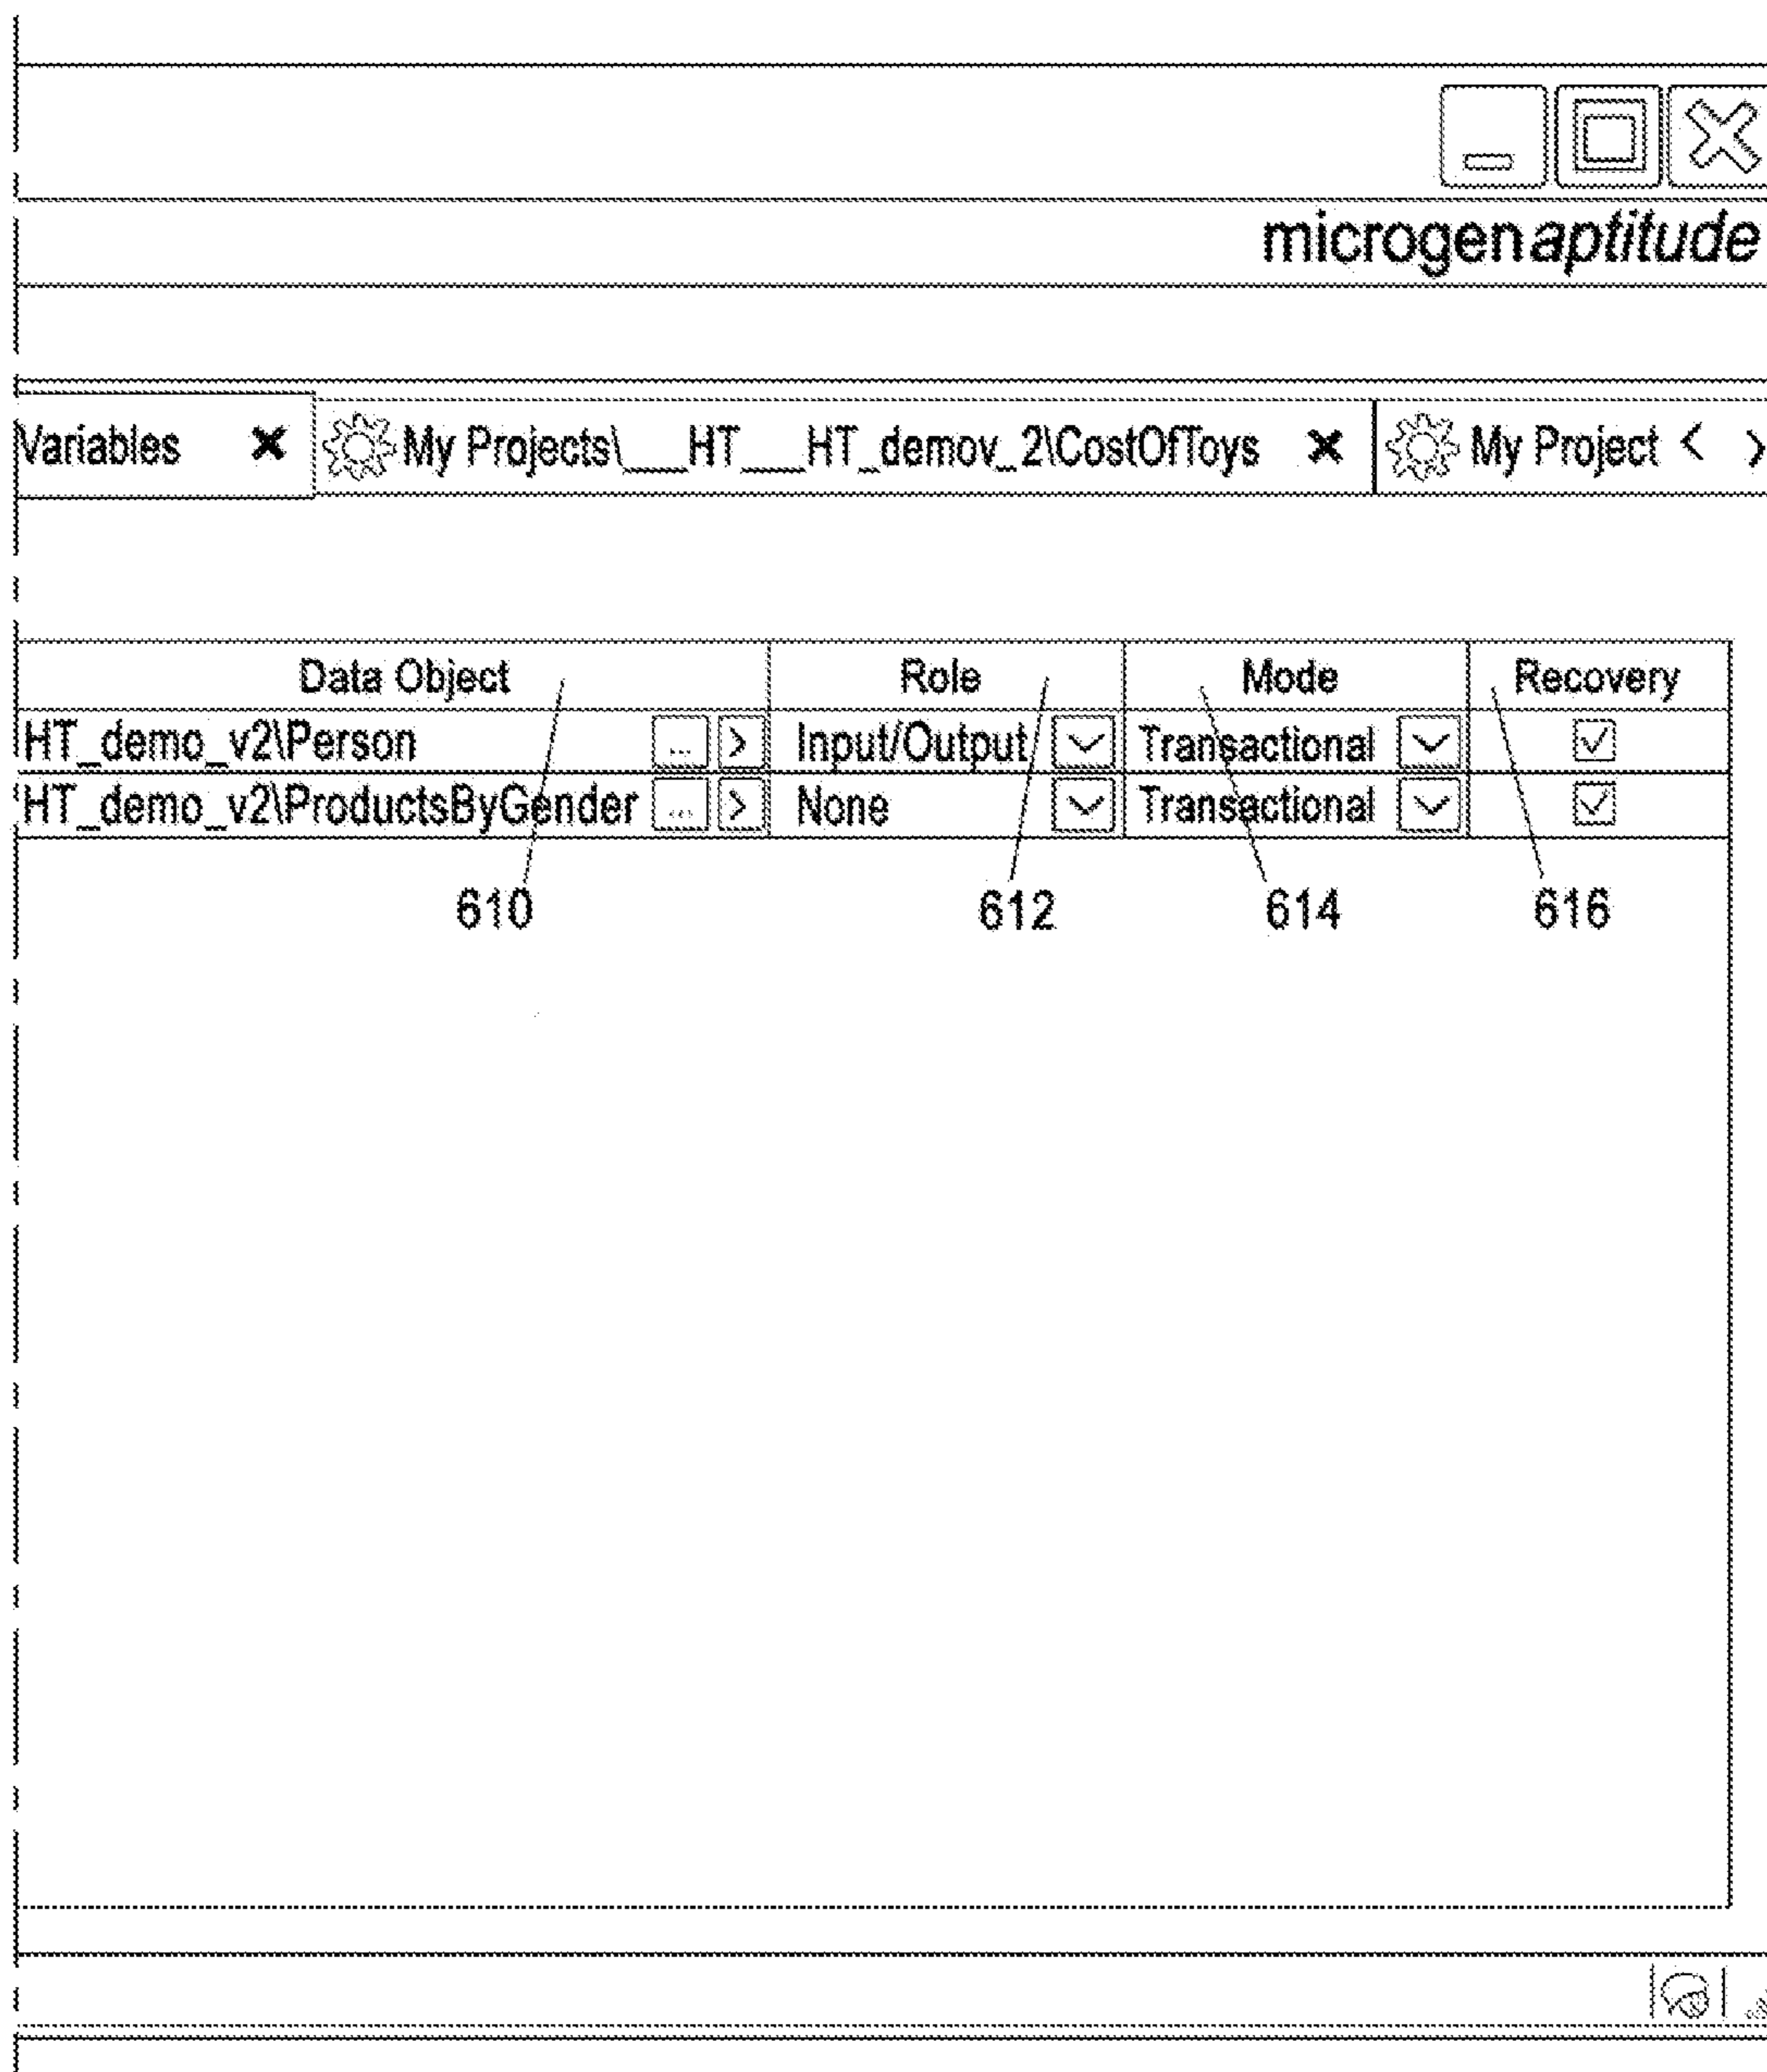 microgenaptitude
Variables My Projects\___HT___HT_demov_2\CostOfToys My Project < >
Data Object Role Mode Recovery
HT_demo_v2\Person ... > Input/Output Transactional
HT_demo_v2\ProductsByGender ... > None Transactional
610 612 614 616